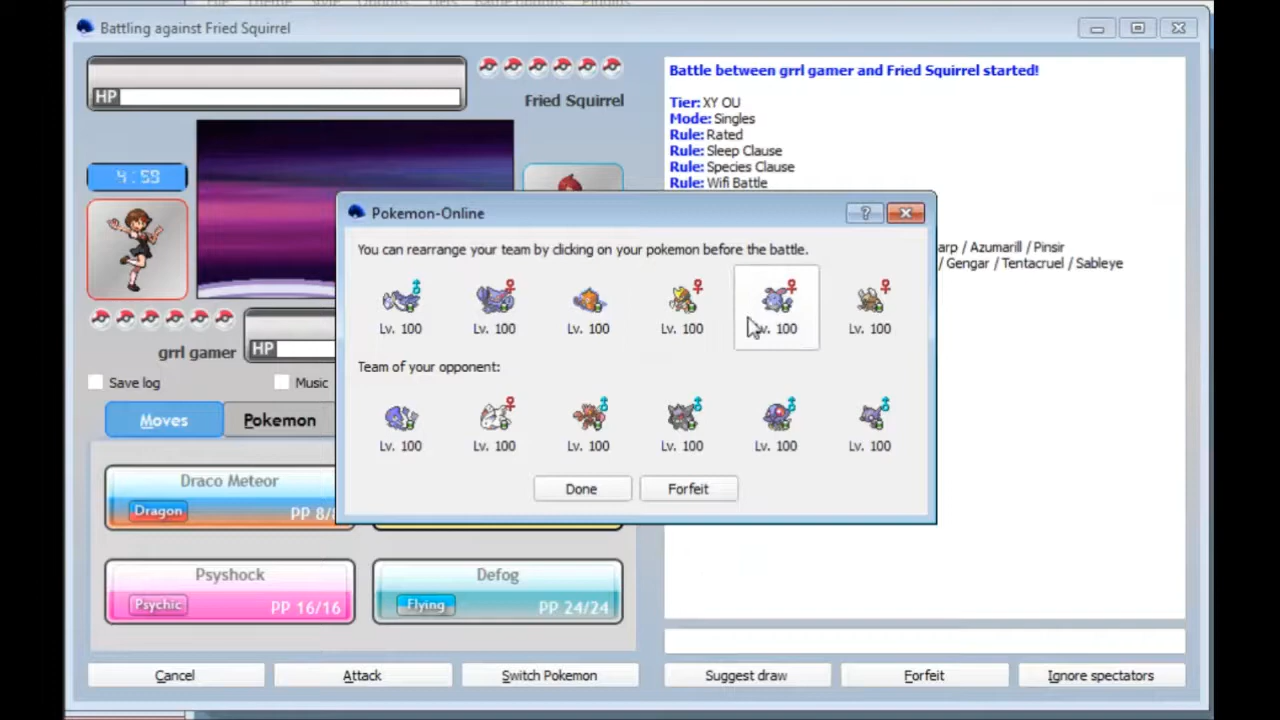 Battling against Fried Squirrel
HP
Fried Squirrel
4:59
grrl gamer
HP
Save log
Music
Moves
Pokemon
Draco Meteor
Dragon
PP 8/
Psyshock
Psychic
PP 16/16
Defog
Flying
PP 24/24
Cancel
Attack
Switch Pokemon
Battle between grrl gamer and Fried Squirrel started!
Tier: XY OU
Mode: Singles
Rule: Rated
Rule: Sleep Clause
Rule: Species Clause
Rule: Wifi Battle
arp / Azumarill / Pinsir
/ Gengar / Tentacruel / Sableye
Pokemon-Online
You can rearrange your team by clicking on your pokemon before the battle.
Lv. 100
Lv. 100
Lv. 100
Lv. 100
Lv. 100
Lv. 100
Team of your opponent:
Lv. 100
Lv. 100
Lv. 100
Lv. 100
Lv. 100
Lv. 100
Done
Forfeit
Suggest draw
Forfeit
Ignore spectators